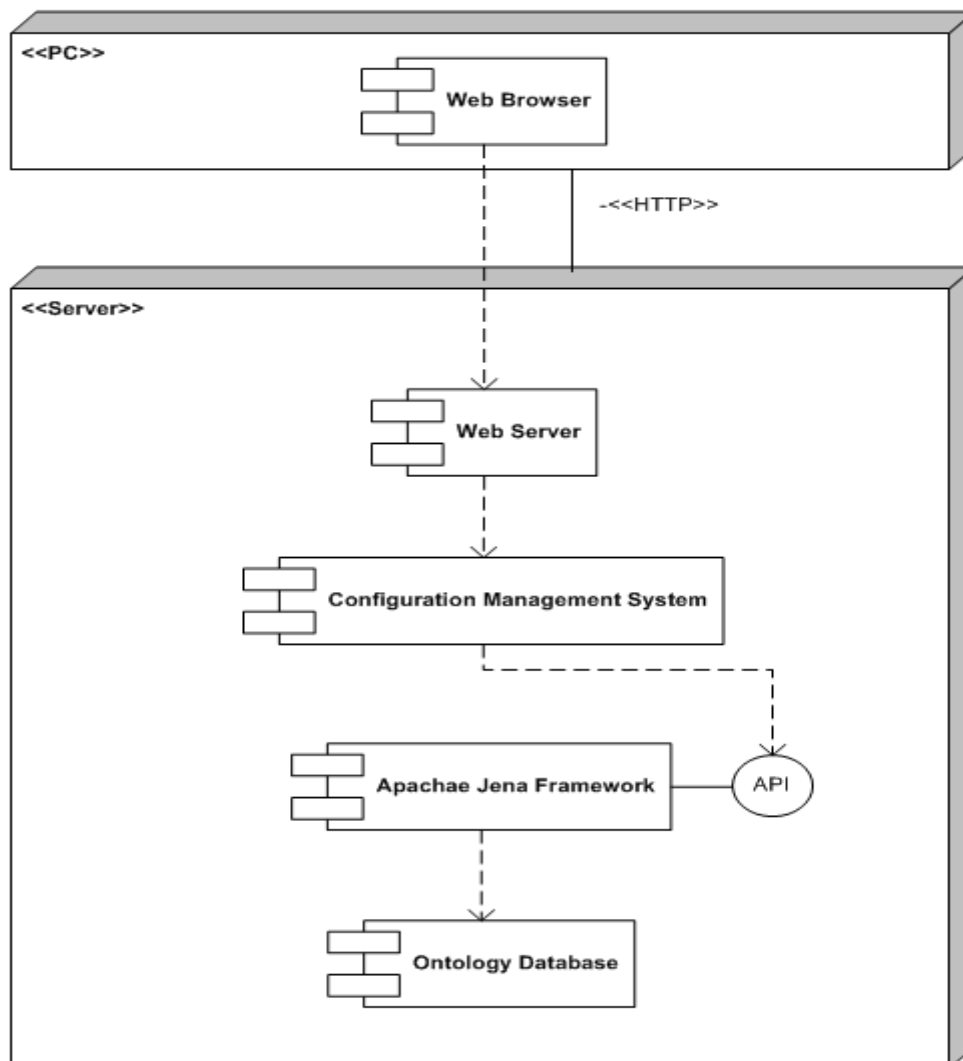 <<PC>>
Web Browser
-<<HTTP>>
<<Server>>
Web Server
Configuration Management System
Apachae Jena Framework
API
Ontology Database